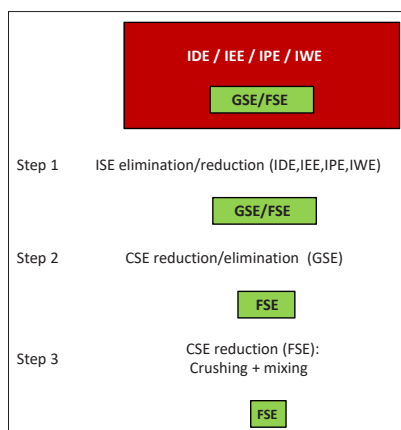 IDE / IEE / IPE / IWE
GSE/FSE
Step 1 ISE elimination/reduction (IDE,IEE,IPE,IWE)
GSE/FSE
Step 2 CSE reduction/elimination (GSE)
FSE
Step 3 CSE reduction (FSE):
Crushing + mixing
FSE